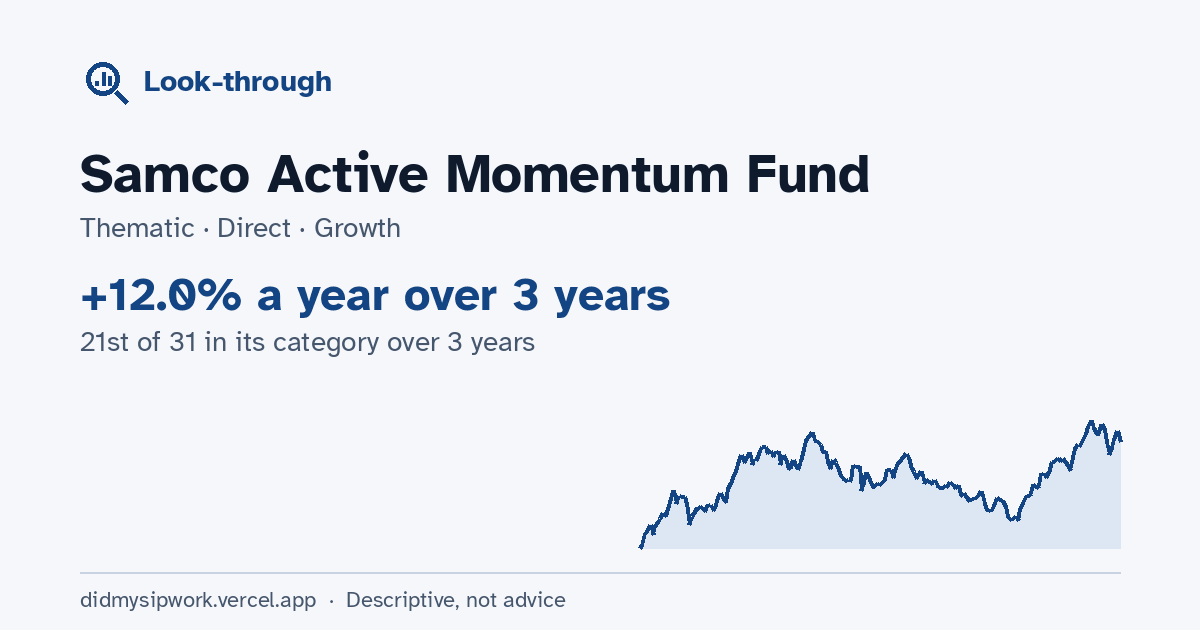 Look-through
Samco Active Momentum Fund
Thematic · Direct · Growth
+12.0% a year over 3 years
21st of 31 in its category over 3 years
didmysipwork.vercel.app · Descriptive, not advice